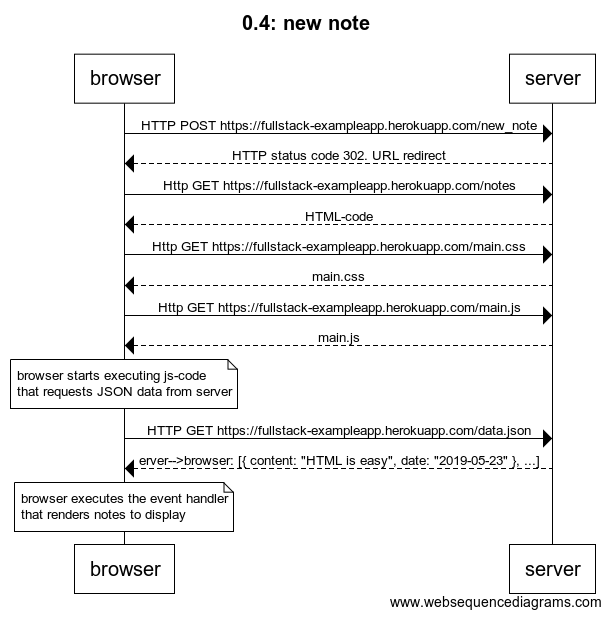 0.4: new note
browser
server
HTTP POST https://fullstack-exampleapp.herokuapp.com/new_note
HTTP status code 302. URL redirect
Http GET https://fullstack-exampleapp.herokuapp.com/notes
HTML-code
Http GET https://fullstack-exampleapp.herokuapp.com/main.css
main.css
Http GET https://fullstack-exampleapp.herokuapp.com/main.js
main.js
browser starts executing js-code
that requests JSON data from server
HTTP GET https://fullstack-exampleapp.herokuapp.com/data.json
erver-->browser: [{ content: "HTML is easy", date: "2019-05-23" }, ...]
browser executes the event handler
that renders notes to display
browser
server
www.websequencediagrams.com